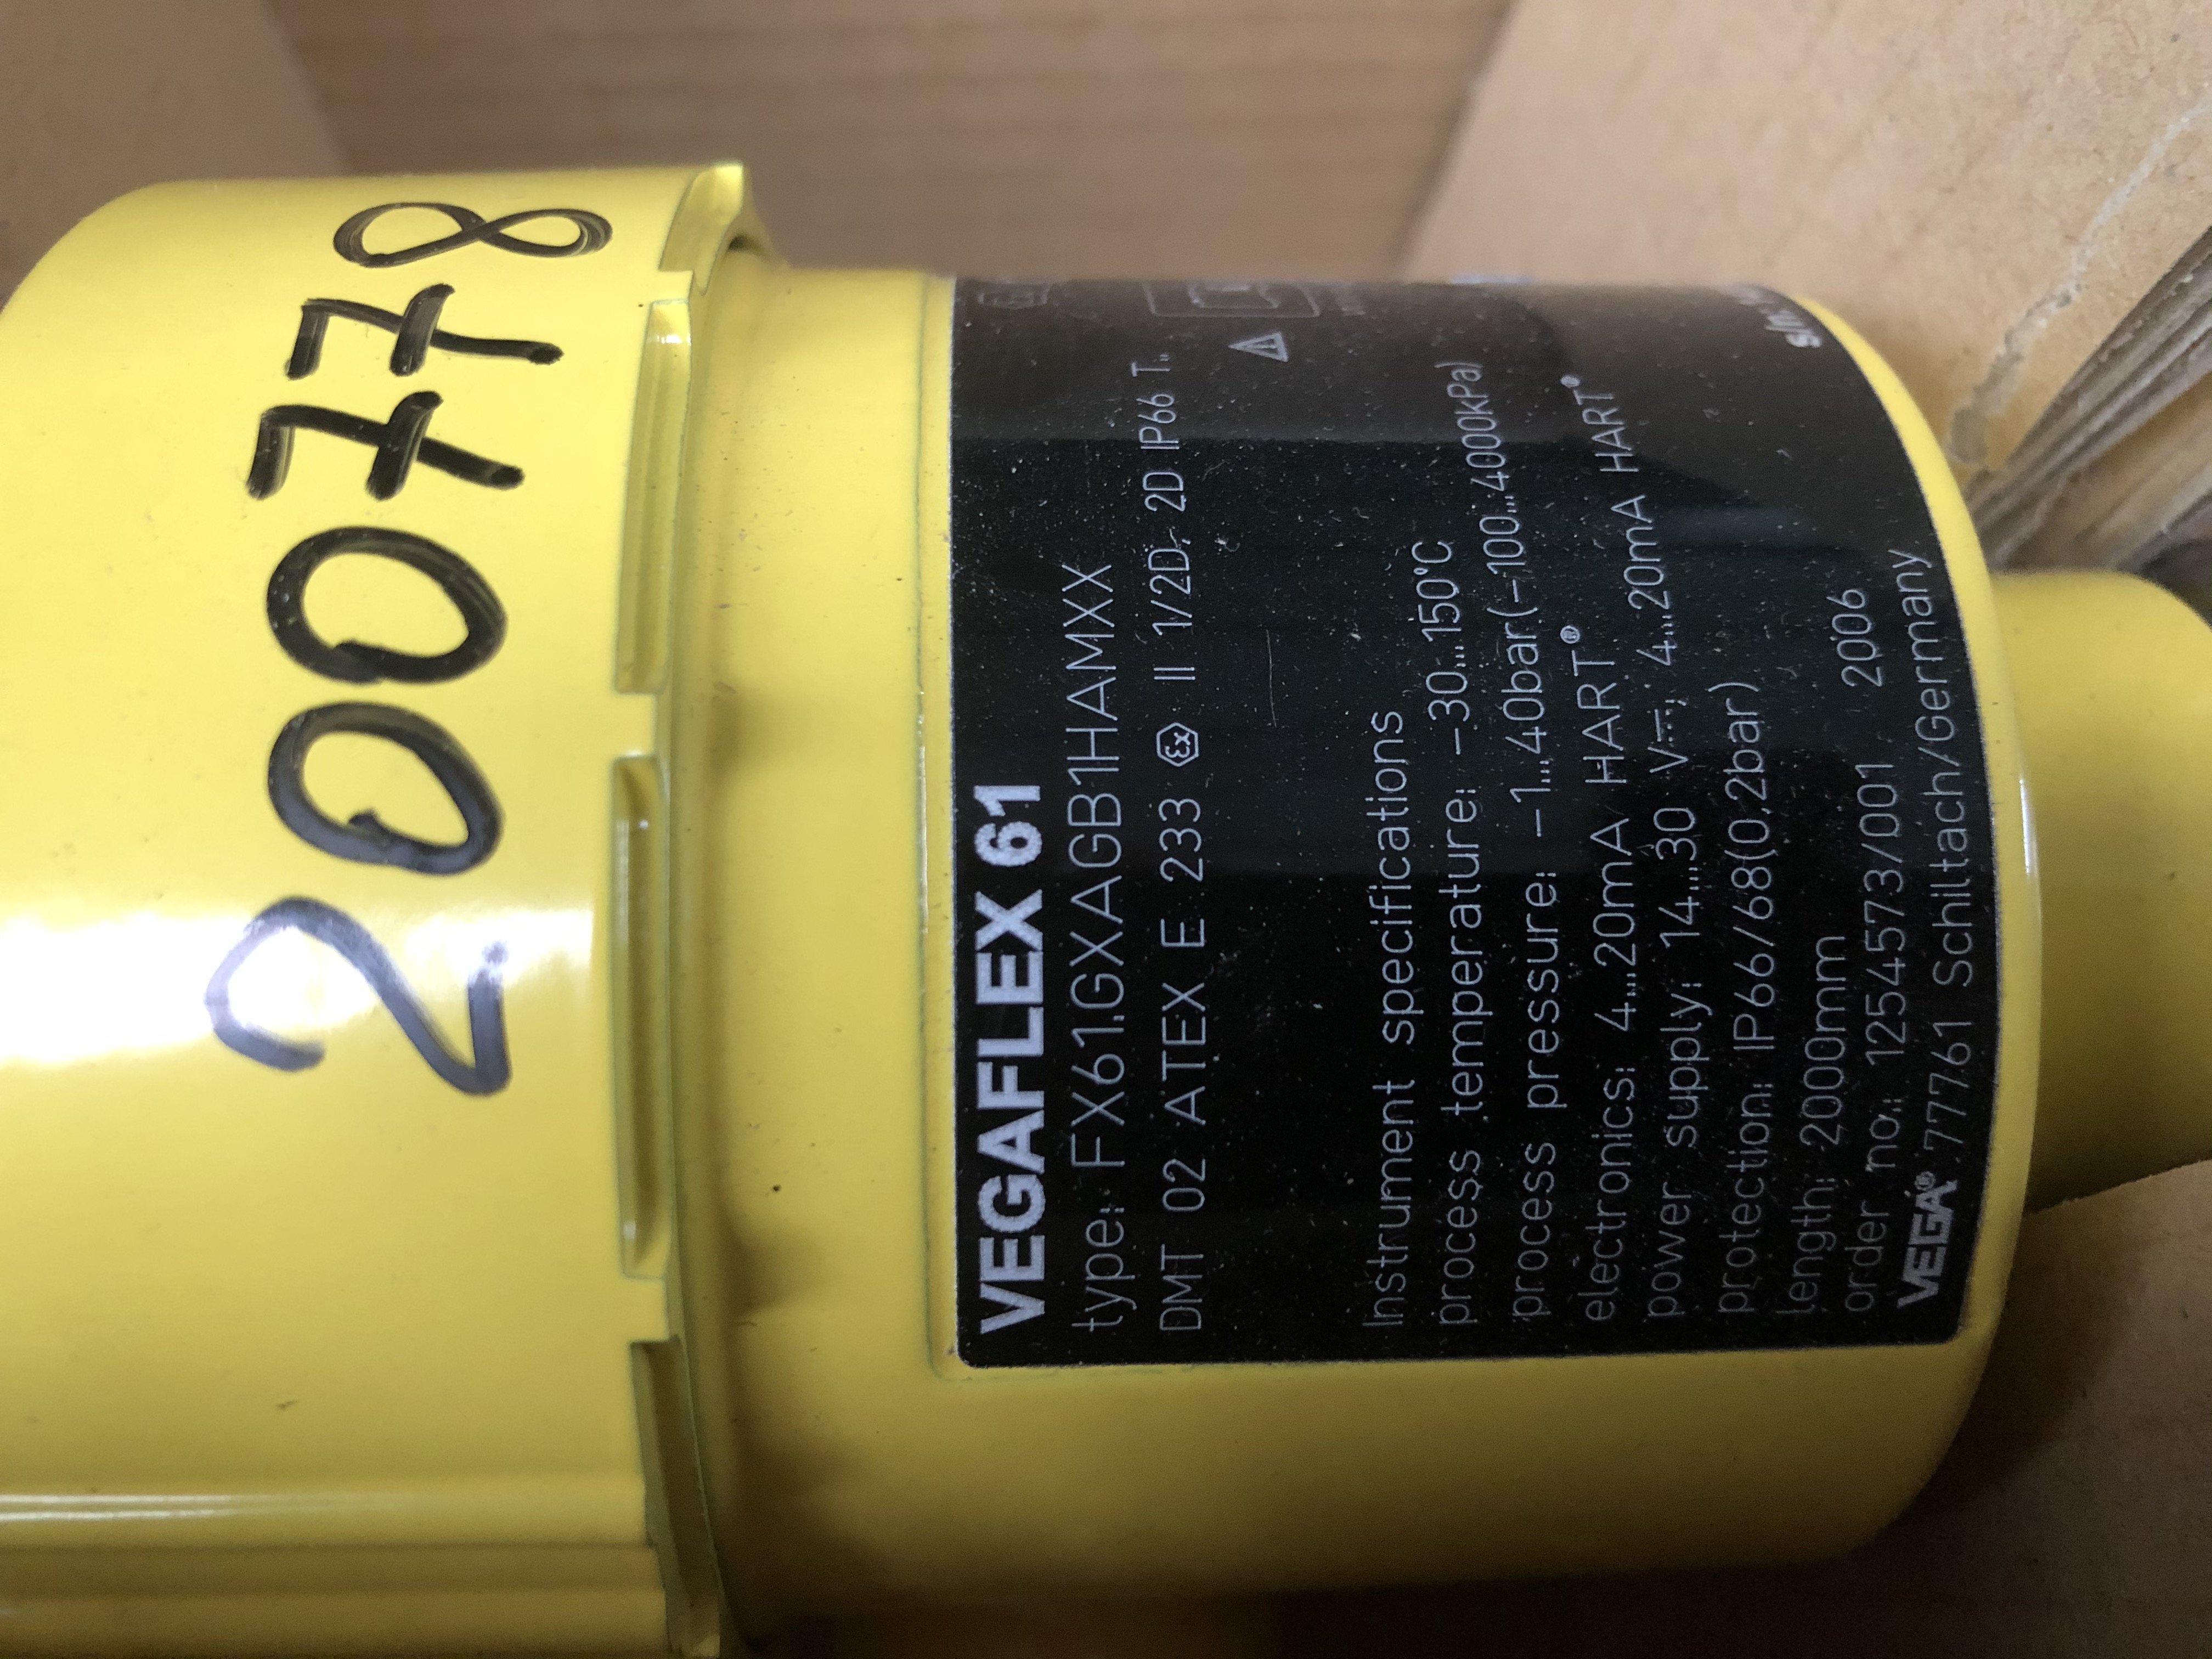 200778
VEGAFLEX 61
type: FX61.GXAGB1HAMXX
DMT 02 ATEX E 233 II 1/2D, 2D IP66 T..
Instrument specifications
process temperature: -30...150°C
process pressure: -1...40bar(-100...4000kPa)
electronics: 4...20mA HART®
power supply: 14...30 V⎓, 4...20mA HART®
protection: IP66/68(0.2bar)
length: 2000mm
order no.: 1254573/001 2006
VEGA® 77761 Schiltach/Germany
s/n: